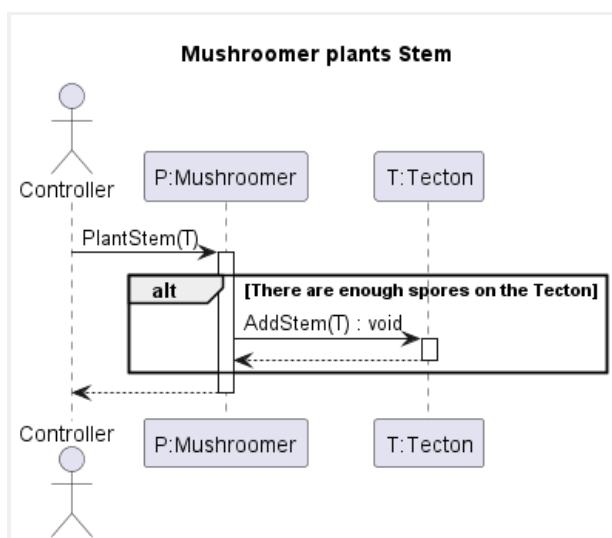 Mushroomer plants Stem
Controller
P:Mushroomer
T:Tecton
PlantStem(T)
alt
[There are enough spores on the Tecton]
AddStem(T) : void
Controller
P:Mushroomer
T:Tecton